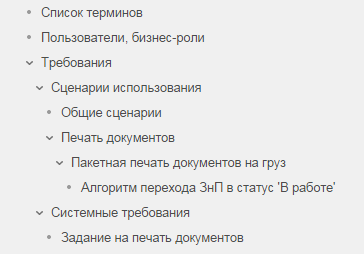 Список терминов
Пользователи, бизнес-роли
Требования
Сценарии использования
Общие сценарии
Печать документов
Пакетная печать документов на груз
Алгоритм перехода ЗнП в статус 'В работе'
Системные требования
Задание на печать документов